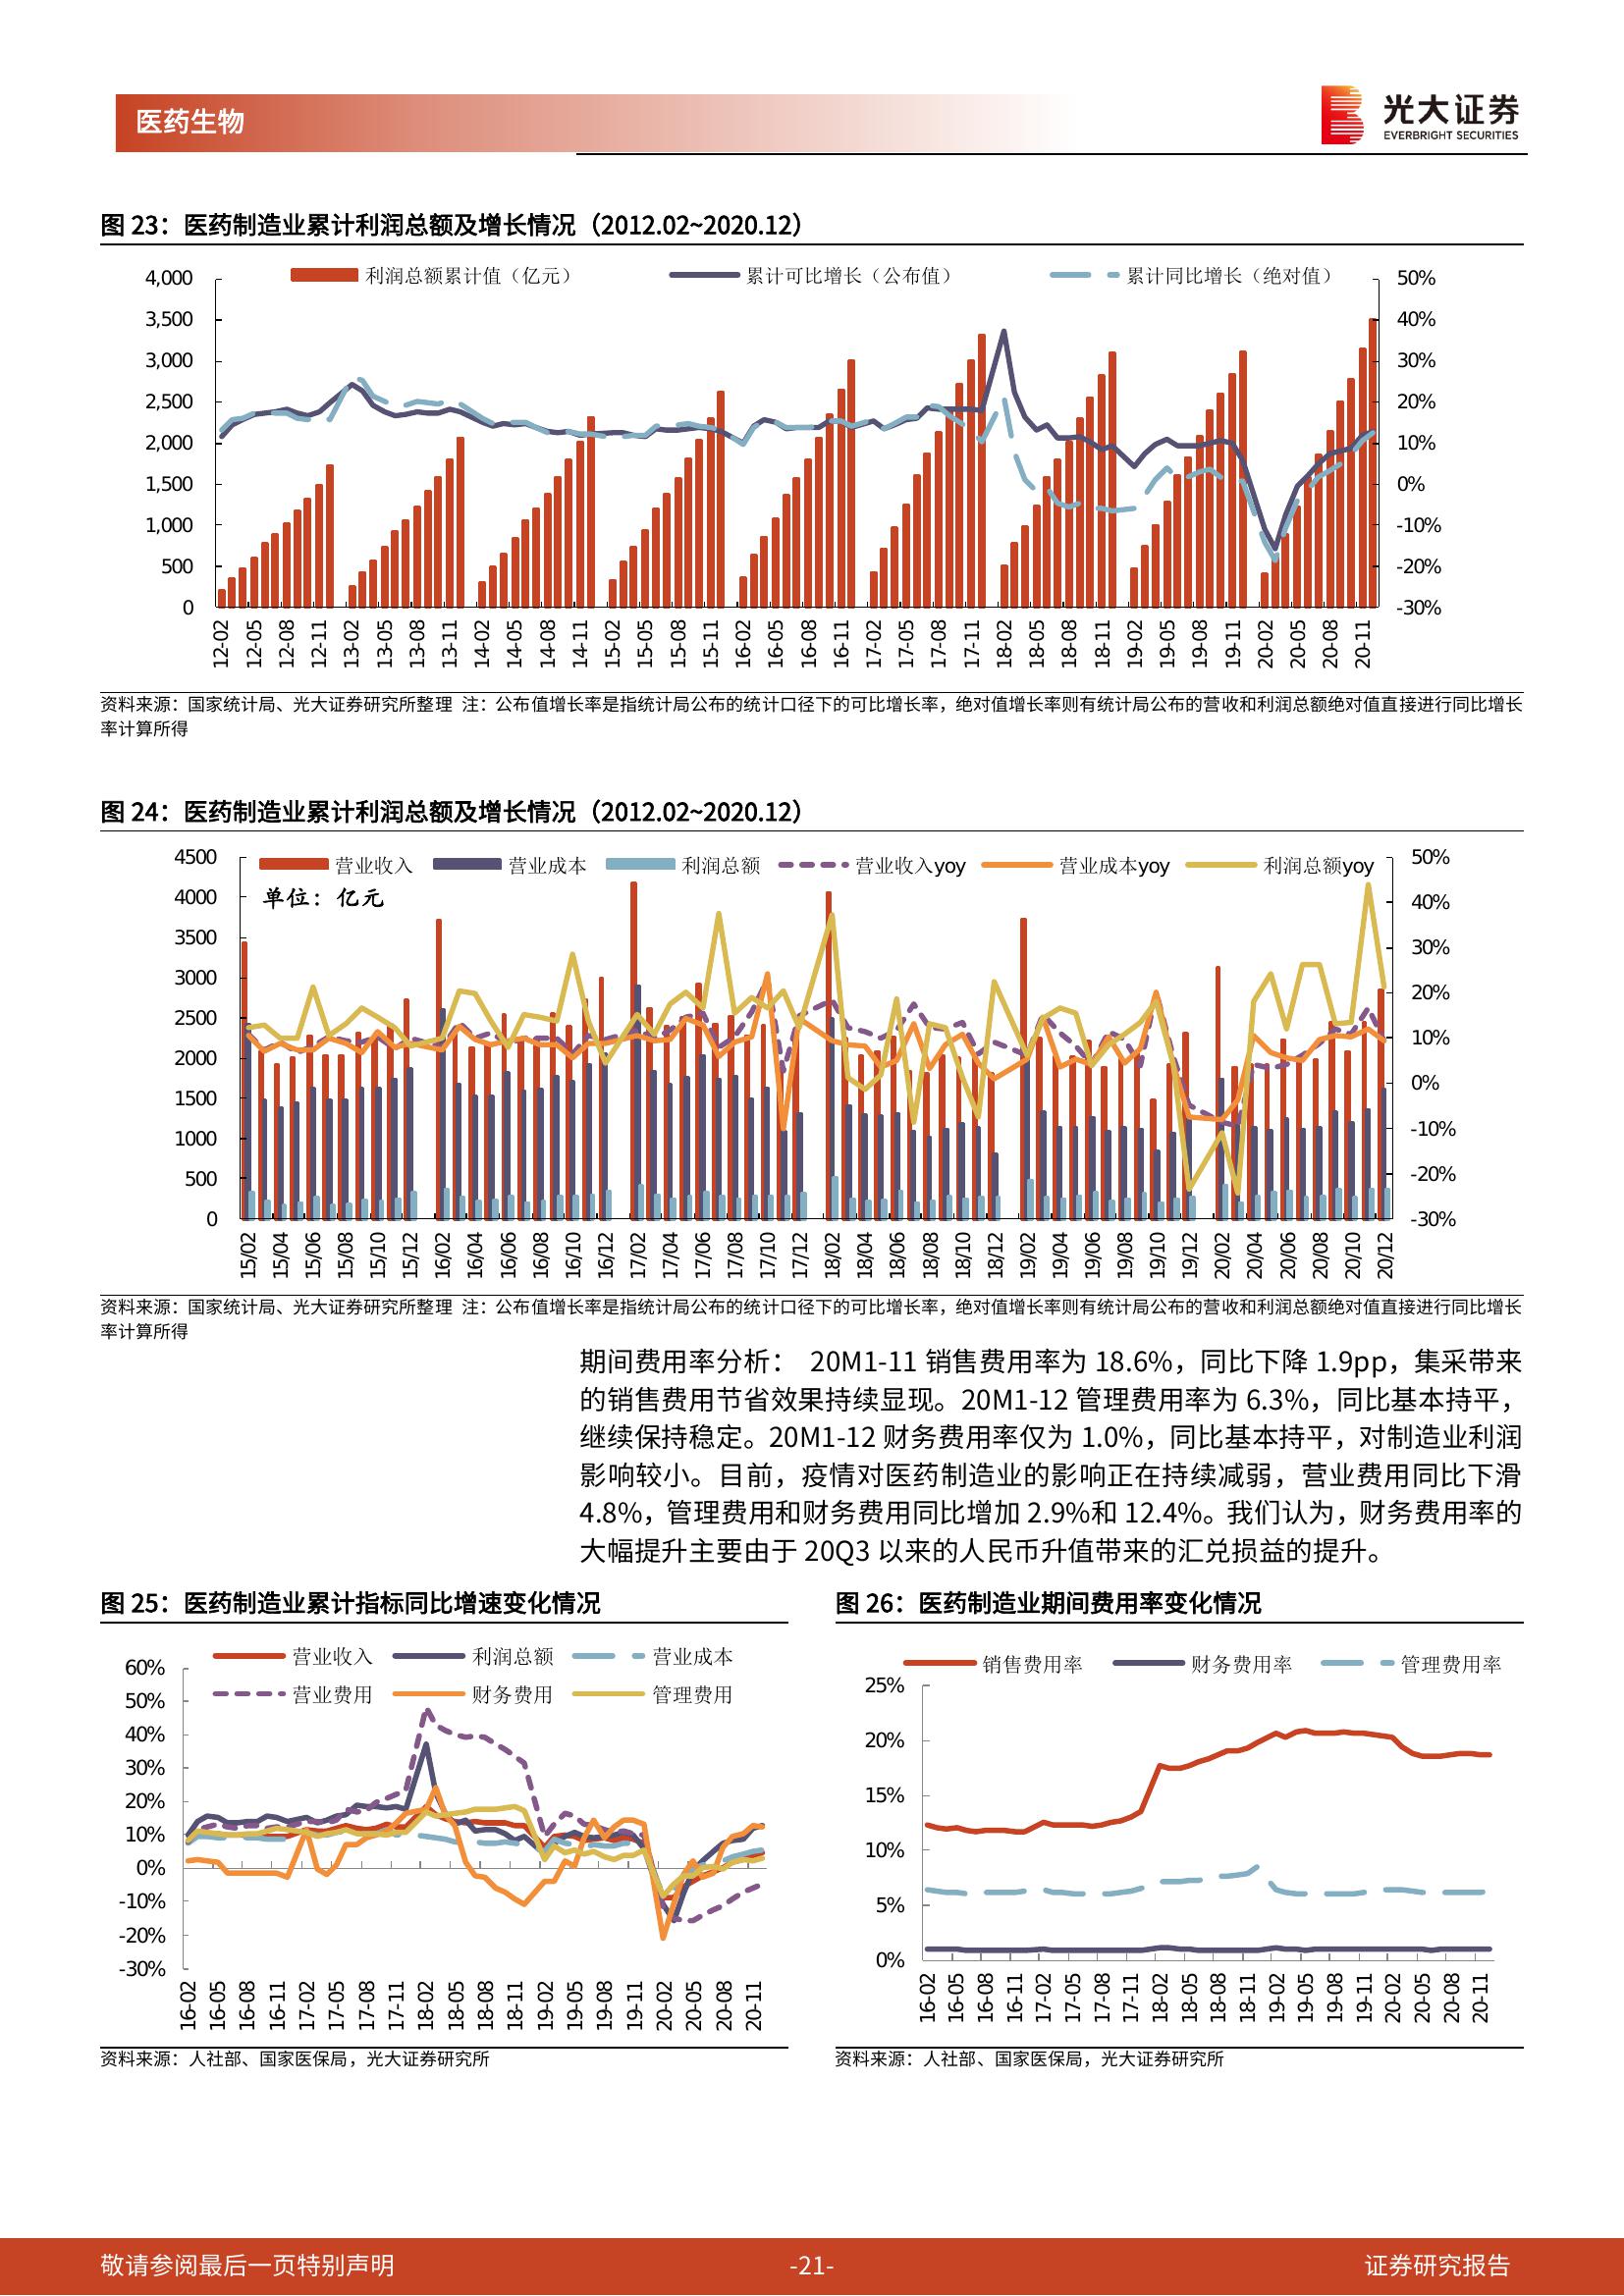 医药生物
光大证券
EVERBRIGHT SECURITIES
图 23：医药制造业累计利润总额及增长情况（2012.02~2020.12）
利润总额累计值（亿元） 累计可比增长（公布值） 累计同比增长（绝对值）
4,000
3,500
3,000
2,500
2,000
1,500
1,000
500
0
50%
40%
30%
20%
10%
0%
-10%
-20%
-30%
12-02 12-05 12-08 12-11 13-02 13-05 13-08 13-11 14-02 14-05 14-08 14-11 15-02 15-05 15-08 15-11 16-02 16-05 16-08 16-11 17-02 17-05 17-08 17-11 18-02 18-05 18-08 18-11 19-02 19-05 19-08 19-11 20-02 20-05 20-08 20-11
资料来源：国家统计局、光大证券研究所整理 注：公布值增长率是指统计局公布的统计口径下的可比增长率，绝对值增长率则有统计局公布的营收和利润总额绝对值直接进行同比增长
率计算所得
图 24：医药制造业累计利润总额及增长情况（2012.02~2020.12）
营业收入 营业成本 利润总额 营业收入yoy 营业成本yoy 利润总额yoy
单位：亿元
4500
4000
3500
3000
2500
2000
1500
1000
500
0
50%
40%
30%
20%
10%
0%
-10%
-20%
-30%
15/02 15/04 15/06 15/08 15/10 15/12 16/02 16/04 16/06 16/08 16/10 16/12 17/02 17/04 17/06 17/08 17/10 17/12 18/02 18/04 18/06 18/08 18/10 18/12 19/02 19/04 19/06 19/08 19/10 19/12 20/02 20/04 20/06 20/08 20/10 20/12
资料来源：国家统计局、光大证券研究所整理 注：公布值增长率是指统计局公布的统计口径下的可比增长率，绝对值增长率则有统计局公布的营收和利润总额绝对值直接进行同比增长
率计算所得
期间费用率分析： 20M1-11 销售费用率为 18.6%，同比下降 1.9pp，集采带来
的销售费用节省效果持续显现。20M1-12 管理费用率为 6.3%，同比基本持平，
继续保持稳定。20M1-12 财务费用率仅为 1.0%，同比基本持平，对制造业利润
影响较小。目前，疫情对医药制造业的影响正在持续减弱，营业费用同比下滑
4.8%，管理费用和财务费用同比增加 2.9%和 12.4%。我们认为，财务费用率的
大幅提升主要由于 20Q3 以来的人民币升值带来的汇兑损益的提升。
图 25：医药制造业累计指标同比增速变化情况
营业收入 利润总额 营业成本
营业费用 财务费用 管理费用
60%
50%
40%
30%
20%
10%
0%
-10%
-20%
-30%
16-02 16-05 16-08 16-11 17-02 17-05 17-08 17-11 18-02 18-05 18-08 18-11 19-02 19-05 19-08 19-11 20-02 20-05 20-08 20-11
资料来源：人社部、国家医保局，光大证券研究所
图 26：医药制造业期间费用率变化情况
销售费用率 财务费用率 管理费用率
25%
20%
15%
10%
5%
0%
16-02 16-05 16-08 16-11 17-02 17-05 17-08 17-11 18-02 18-05 18-08 18-11 19-02 19-05 19-08 19-11 20-02 20-05 20-08 20-11
资料来源：人社部、国家医保局，光大证券研究所
敬请参阅最后一页特别声明
-21-
证券研究报告